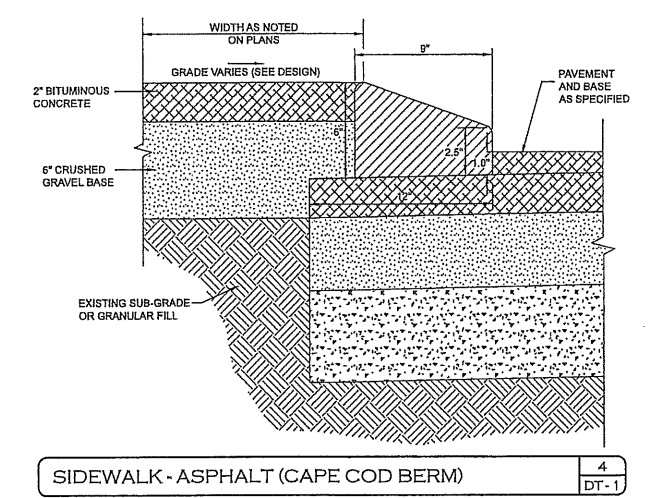 WIDTH AS NOTED
ON PLANS
9"
GRADE VARIES (SEE DESIGN)
2" BITUMINOUS
CONCRETE
PAVEMENT
AND BASE
AS SPECIFIED
6"
2.5"
1.0"
6" CRUSHED
GRAVEL BASE
12"
EXISTING SUB-GRADE
OR GRANULAR FILL
SIDEWALK - ASPHALT (CAPE COD BERM)
4
DT - 1